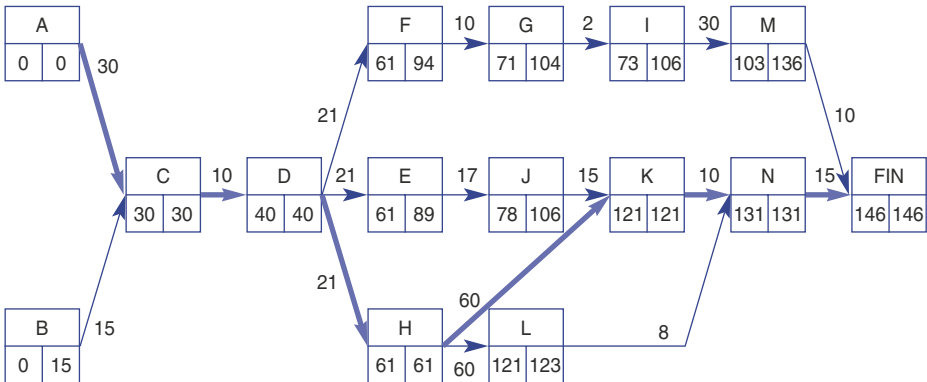 A
F
10
G
2
I
30
M
0 0
30
61 94
71 104
73 106
103 136
21
10
C
10
D
21
E
17
J
15
K
10
N
15
FIN
30 30
40 40
61 89
78 106
121 121
131 131
146 146
21
60
B
15
H
L
8
0 15
61 61
60
121 123